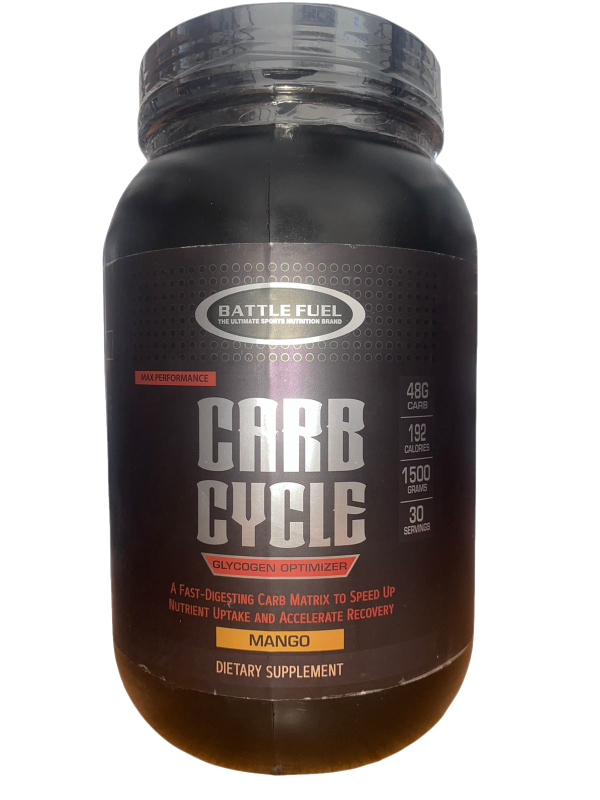 BATTLE FUEL
THE ULTIMATE SPORTS NUTRITION BRAND
MAX PERFORMANCE
CARB
CYCLE
GLYCOGEN OPTIMIZER
A FAST-DIGESTING CARB MATRIX TO SPEED UP
NUTRIENT UPTAKE AND ACCELERATE RECOVERY
MANGO
DIETARY SUPPLEMENT
48G
CARB
192
CALORIES
1500
GRAMS
30
SERVINGS